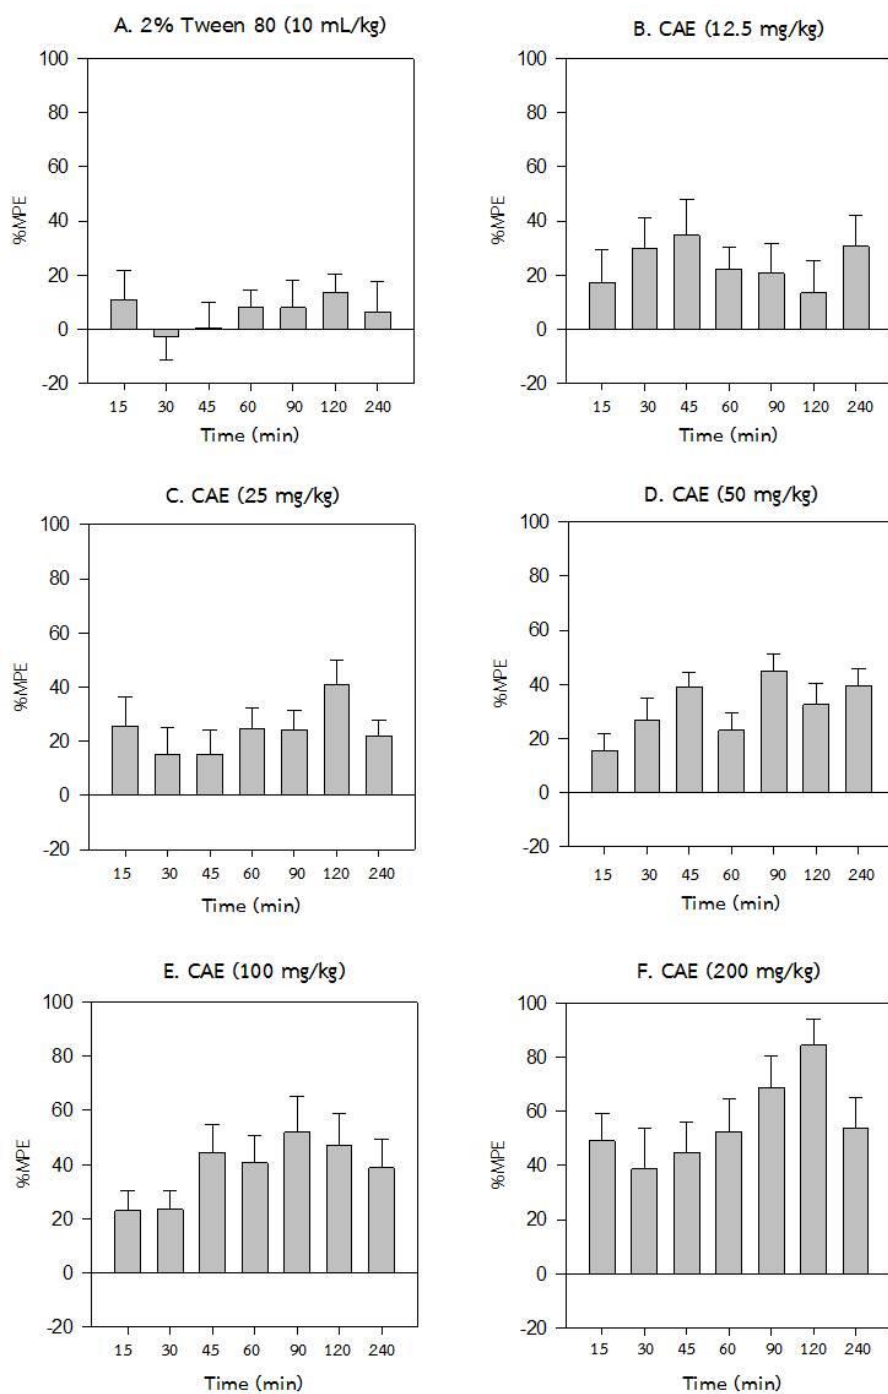 A. 2% Tween 80 (10 mL/kg)
100
80
60
40
20
0
-20
%MPE
15 30 45 60 90 120 240
Time (min)
B. CAE (12.5 mg/kg)
100
80
60
40
20
0
-20
%MPE
15 30 45 60 90 120 240
Time (min)
C. CAE (25 mg/kg)
100
80
60
40
20
0
-20
%MPE
15 30 45 60 90 120 240
Time (min)
D. CAE (50 mg/kg)
100
80
60
40
20
0
-20
%MPE
15 30 45 60 90 120 240
Time (min)
E. CAE (100 mg/kg)
100
80
60
40
20
0
-20
%MPE
15 30 45 60 90 120 240
Time (min)
F. CAE (200 mg/kg)
100
80
60
40
20
0
-20
%MPE
15 30 45 60 90 120 240
Time (min)